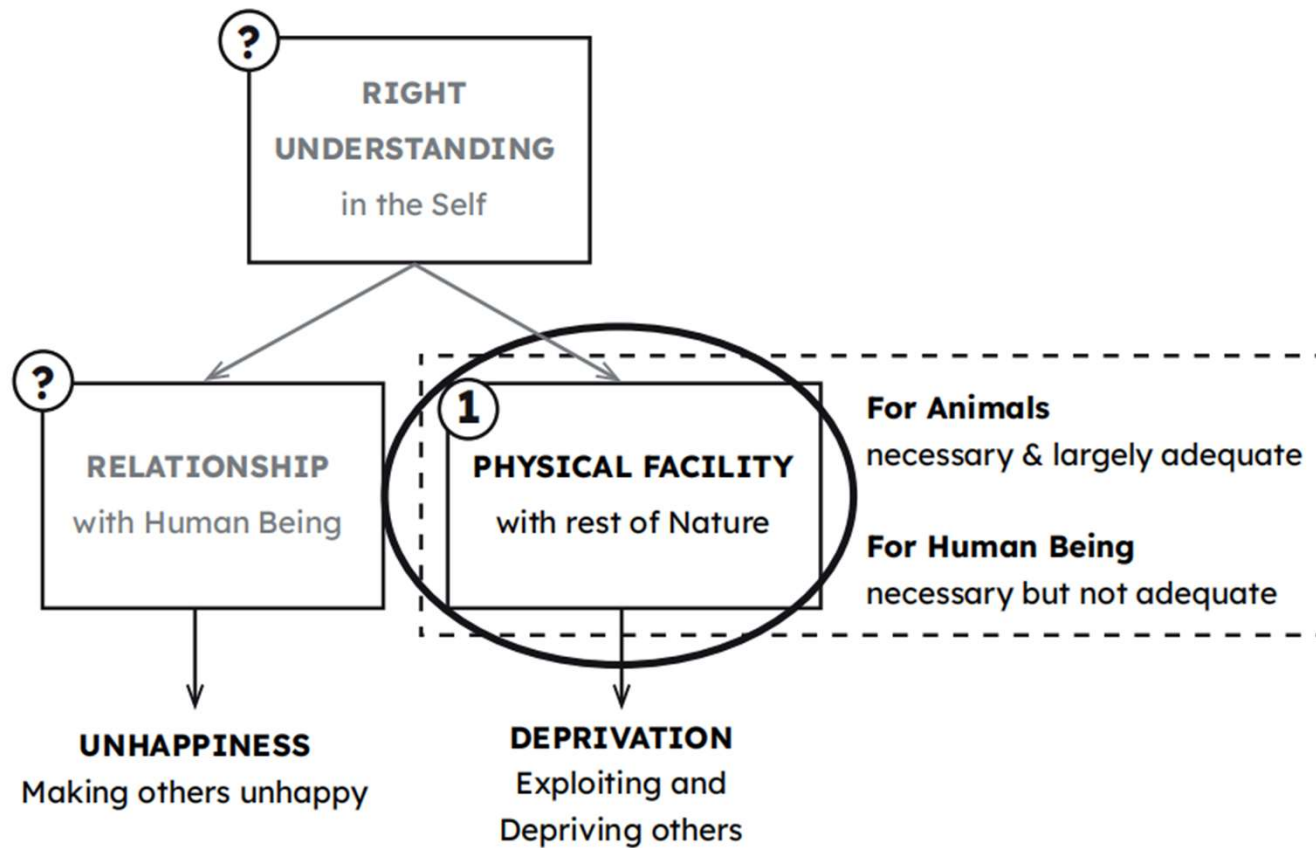 ?
RIGHT
UNDERSTANDING
in the Self
?
RELATIONSHIP
with Human Being
1
PHYSICAL FACILITY
with rest of Nature
For Animals
necessary & largely adequate
For Human Being
necessary but not adequate
UNHAPPINESS
Making others unhappy
DEPRIVATION
Exploiting and
Depriving others